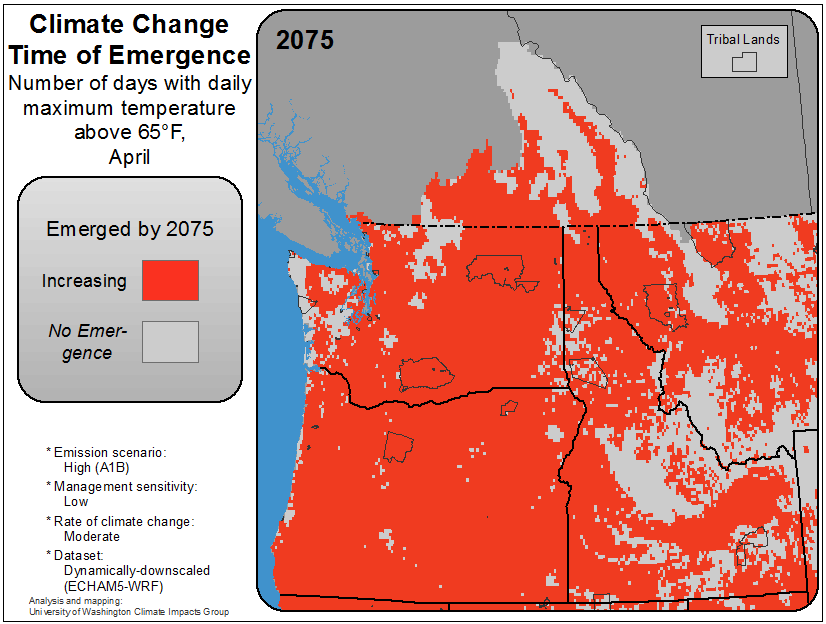 Climate Change
Time of Emergence
Number of days with daily
maximum temperature
above 65°F,
April
Emerged by 2075
Increasing
No Emer-
gence
* Emission scenario:
High (A1B)
* Management sensitivity:
Low
* Rate of climate change:
Moderate
* Dataset:
Dynamically-downscaled
(ECHAM5-WRF)
Analysis and mapping:
University of Washington Climate Impacts Group
2075
Tribal Lands